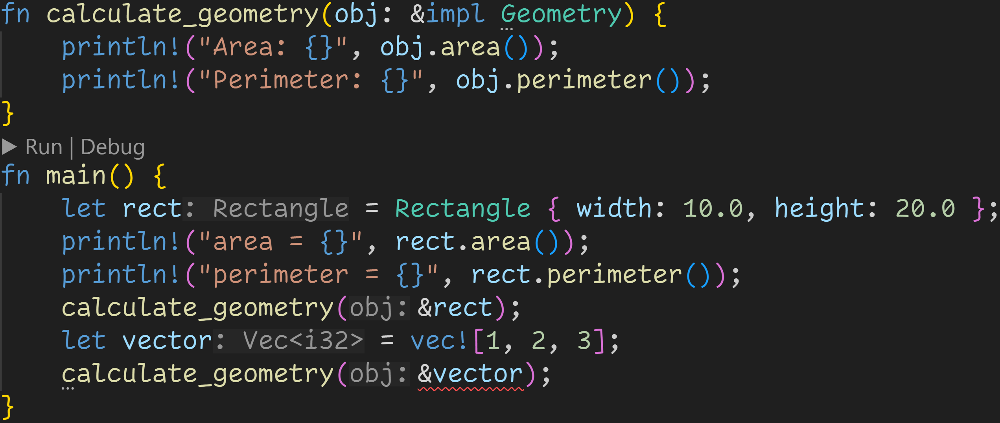 fn calculate_geometry(obj: &impl Geometry) {
    println!("Area: {}", obj.area());
    println!("Perimeter: {}", obj.perimeter());
}
▶ Run | Debug
fn main() {
    let rect: Rectangle = Rectangle { width: 10.0, height: 20.0 };
    println!("area = {}", rect.area());
    println!("perimeter = {}", rect.perimeter());
    calculate_geometry(obj: &rect);
    let vector: Vec<i32> = vec![1, 2, 3];
    calculate_geometry(obj: &vector);
}